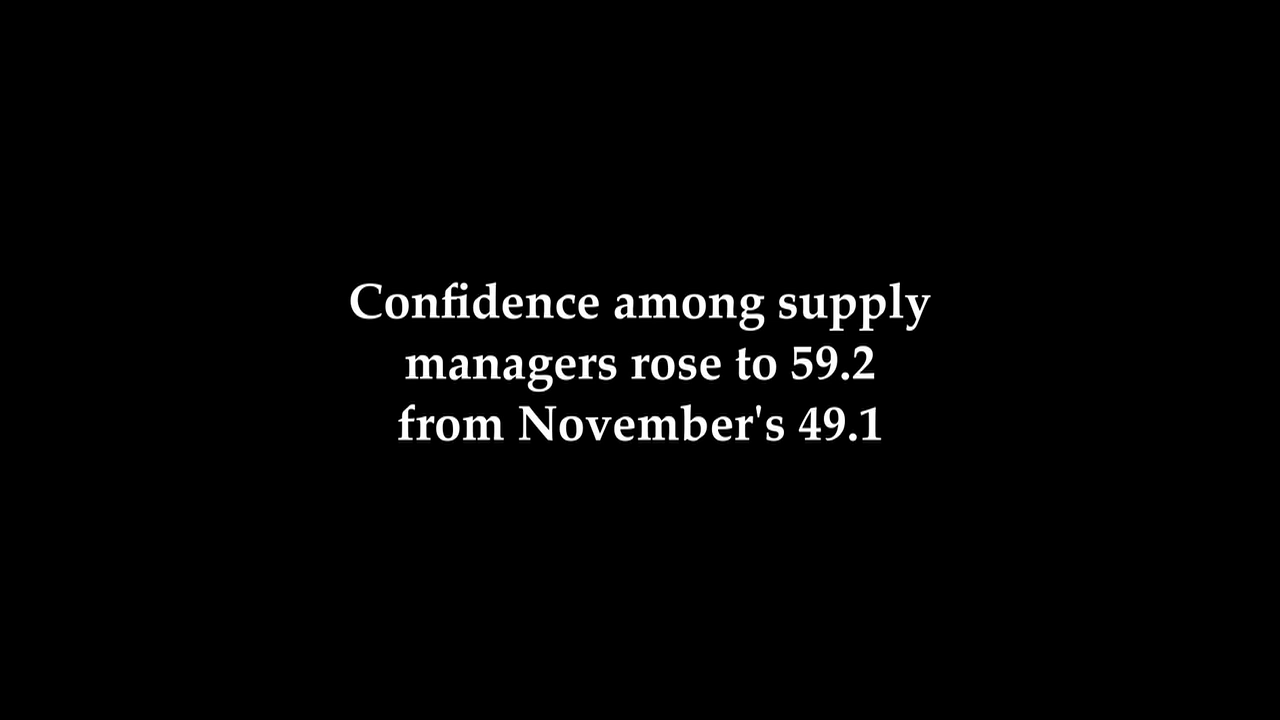 Confidence among supply
managers rose to 59.2
from November's 49.1